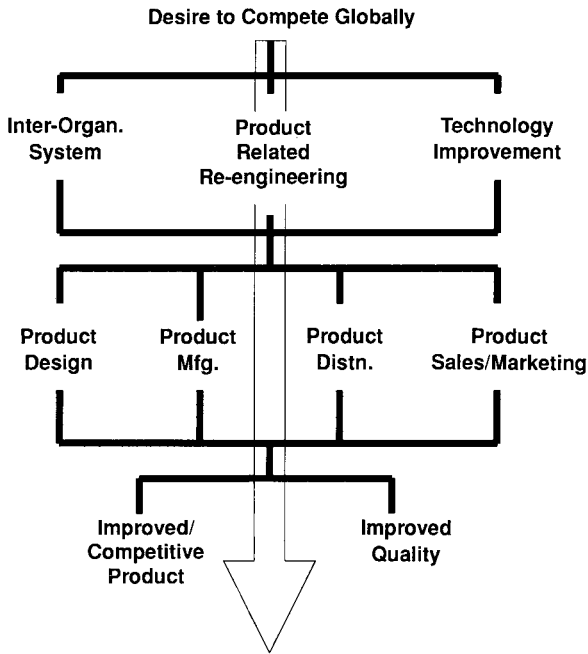 Desire to Compete Globally
Inter-Organ.
System
Product
Related
Re-engineering
Technology
Improvement
Product
Design
Product
Mfg.
Product
Distn.
Product
Sales/Marketing
Improved/
Competitive
Product
Improved
Quality